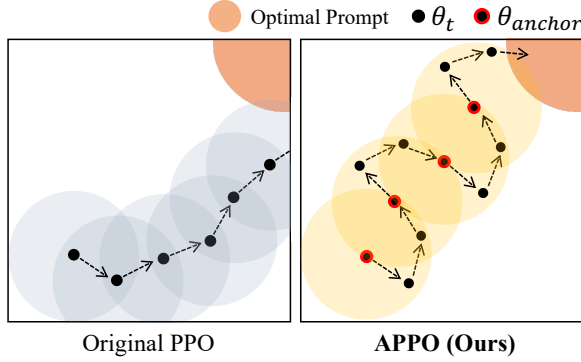 Optimal Prompt θ_t θ_anchor
Original PPO
APPO (Ours)